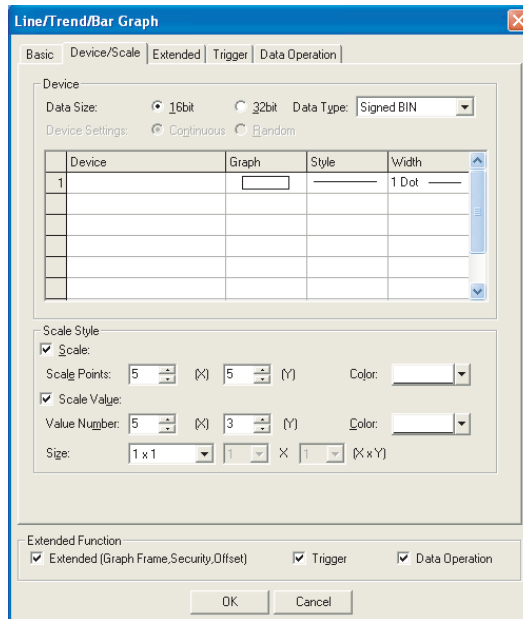 Line/Trend/Bar Graph
Basic Device/Scale Extended Trigger Data Operation
Device
Data Size: 16bit 32bit Data Type: Signed BIN
Device Settings: Continuous Random
Device Graph Style Width
1 1 Dot
Scale Style
Scale:
Scale Points: 5 (X) 5 (Y) Color:
Scale Value:
Value Number: 5 (X) 3 (Y) Color:
Size: 1 x 1 1 X 1 (X x Y)
Extended Function
Extended (Graph Frame,Security,Offset) Trigger Data Operation
OK Cancel